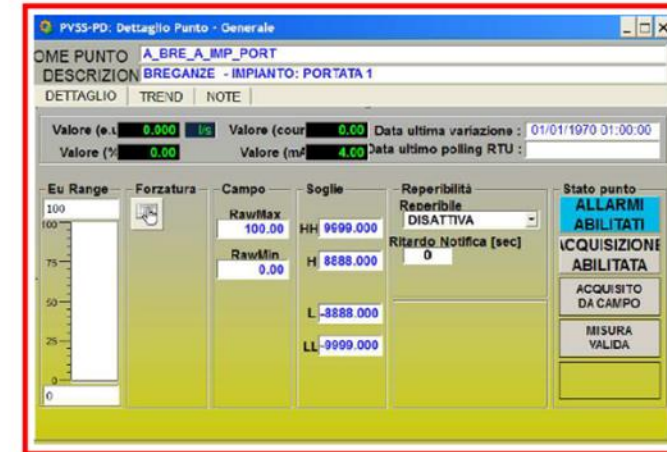 PVSS-PD: Dettaglio Punto - Generale
OME PUNTO A_BRE_A_IMP_PORT
DESCRIZION BREGANZE - IMPIANTO: PORTATA 1
DETTAGLIO TREND NOTE
Valore (e.u 0.000 l/s Valore (cour 0.00 Data ultima variazione : 01/01/1970 01:00:00
Valore (% 0.00 Valore (mA 4.00 Data ultimo polling RTU :
Eu Range Forzatura Campo Soglie Reperibilità Stato punto
100
100
75
50
25
0
0
RawMax
100.00
RawMin
0.00
HH 9999.000
H 8888.000
L -8888.000
LL -9999.000
Reperibile
DISATTIVA
Ritardo Notifica [sec]
0
ALLARMI
ABILITATI
ACQUISIZIONE
ABILITATA
ACQUISITO
DA CAMPO
MISURA
VALIDA